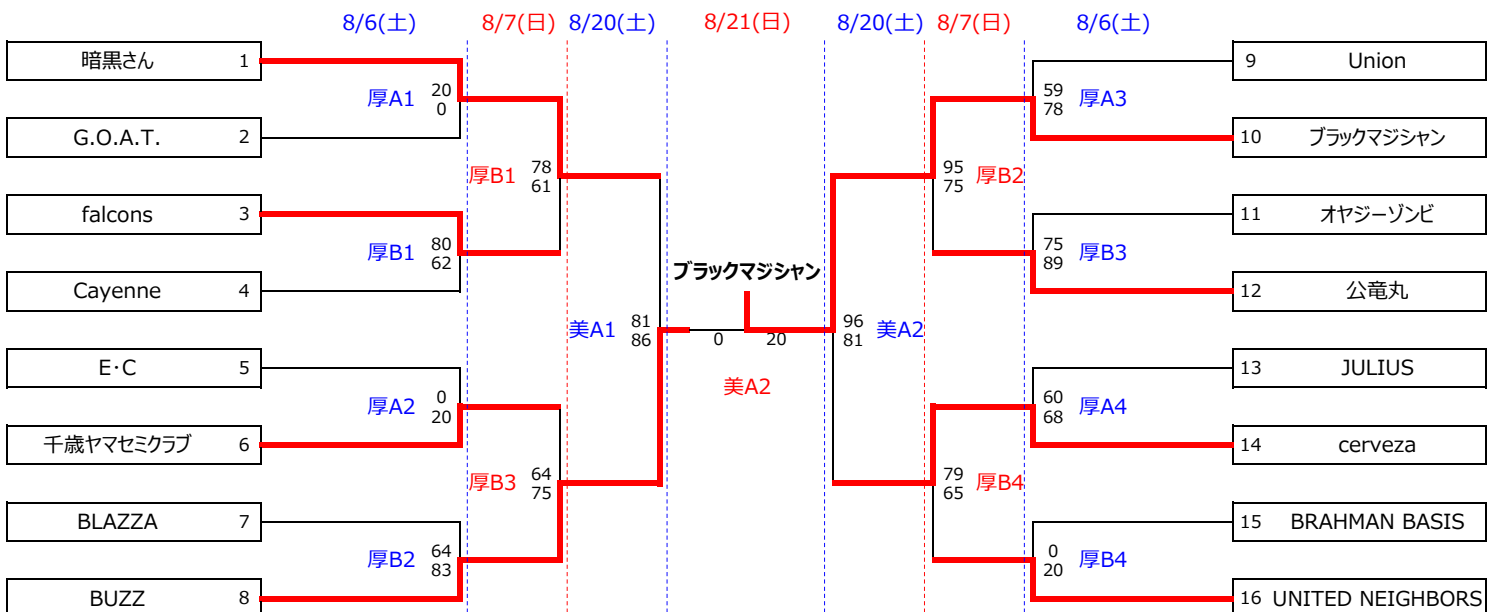 8/6(土) 8/7(日) 8/20(土) 8/21(日) 8/20(土) 8/7(日) 8/6(土)
暗黒さん 1
厚A1 20
0
G.O.A.T. 2
厚B1 78
61
falcons 3
厚B1 80
62
Cayenne 4
美A1 81
86
E・C 5
厚A2 0
20
千歳ヤマセミクラブ 6
厚B3 64
75
BLAZZA 7
厚B2 64
83
BUZZ 8
ブラックマジシャン
0 20
美A2
9 Union
59 厚A3
78
10 ブラックマジシャン
95 厚B2
75
11 オヤジーゾンビ
75 厚B3
89
12 公竜丸
96 美A2
81
13 JULIUS
60 厚A4
68
14 cerveza
79 厚B4
65
15 BRAHMAN BASIS
0 厚B4
20
16 UNITED NEIGHBORS